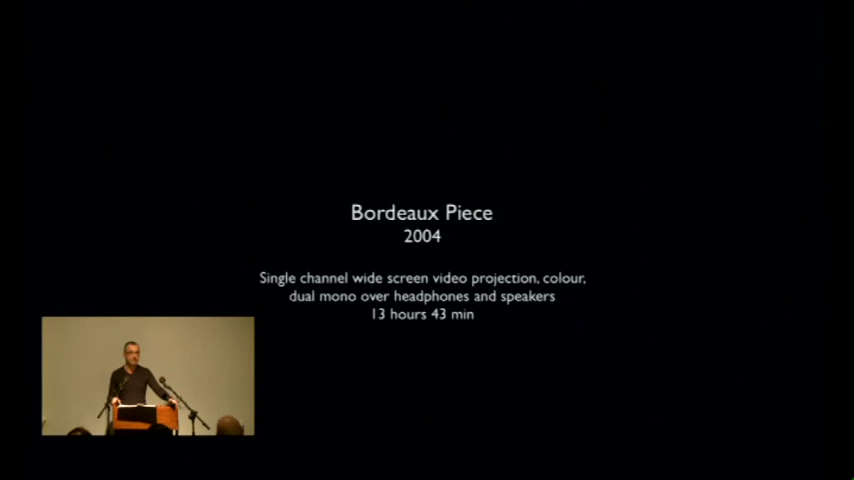 Bordeaux Piece
2004
Single channel wide screen video projection, colour,
dual mono over headphones and speakers
13 hours 43 min